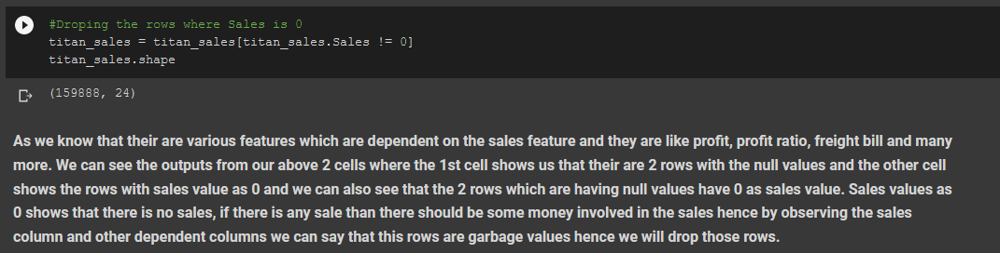 #Droping the rows where Sales is 0
titan_sales = titan_sales[titan_sales.Sales != 0]
titan_sales.shape
(159888, 24)
As we know that their are various features which are dependent on the sales feature and they are like profit, profit ratio, freight bill and many
more. We can see the outputs from our above 2 cells where the 1st cell shows us that their are 2 rows with the null values and the other cell
shows the rows with sales value as 0 and we can also see that the 2 rows which are having null values have 0 as sales value. Sales values as
0 shows that there is no sales, if there is any sale than there should be some money involved in the sales hence by observing the sales
column and other dependent columns we can say that this rows are garbage values hence we will drop those rows.